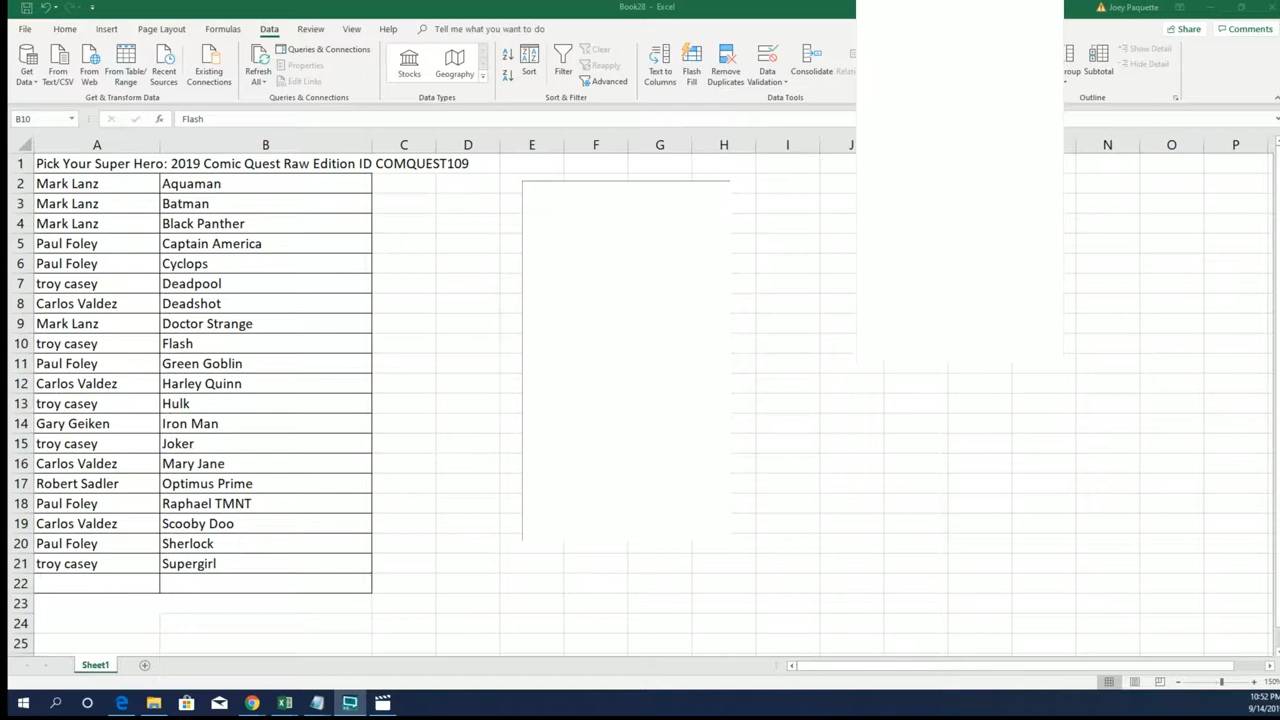 Book28 - Excel
Joey Paquette
File Home Insert Page Layout Formulas Data Review View Help Tell me what you want to do
Share Comments
Get Data
From Text/CSV
From Web
From Table/ Range
Recent Sources
Existing Connections
Get & Transform Data
Refresh All
Queries & Connections
Properties
Edit Links
Queries & Connections
Stocks
Geography
Data Types
Sort
Filter
Clear
Reapply
Advanced
Sort & Filter
Text to Columns
Flash Fill
Remove Duplicates
Data Validation
Consolidate
Data Tools
Subtotal
Show Detail
Hide Detail
Outline
B10 fx Flash
A B C D E F G H I J N O P
1 Pick Your Super Hero: 2019 Comic Quest Raw Edition ID COMQUEST109
2 Mark Lanz Aquaman
3 Mark Lanz Batman
4 Mark Lanz Black Panther
5 Paul Foley Captain America
6 Paul Foley Cyclops
7 troy casey Deadpool
8 Carlos Valdez Deadshot
9 Mark Lanz Doctor Strange
10 troy casey Flash
11 Paul Foley Green Goblin
12 Carlos Valdez Harley Quinn
13 troy casey Hulk
14 Gary Geiken Iron Man
15 troy casey Joker
16 Carlos Valdez Mary Jane
17 Robert Sadler Optimus Prime
18 Paul Foley Raphael TMNT
19 Carlos Valdez Scooby Doo
20 Paul Foley Sherlock
21 troy casey Supergirl
22
23
24
25
Sheet1
150%
10:52 PM